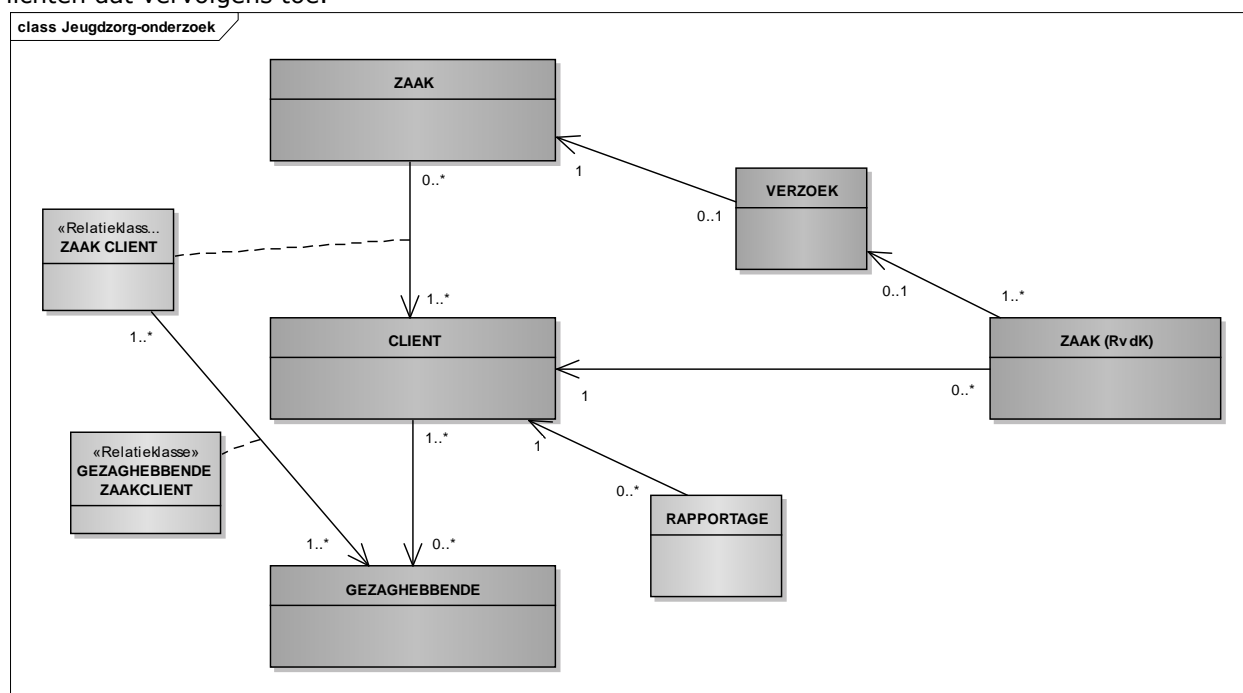 class Jeugdzorg-onderzoek
ZAAK
1
VERZOEK
0..*
0..1
«Relatieklass...
ZAAK CLIENT
0..1
1..*
1..*
1..*
CLIENT
ZAAK (RvdK)
1
0..*
1..*
1
«Relatieklasse»
GEZAGHEBBENDE
ZAAKCLIENT
0..*
RAPPORTAGE
1..*
0..*
GEZAGHEBBENDE